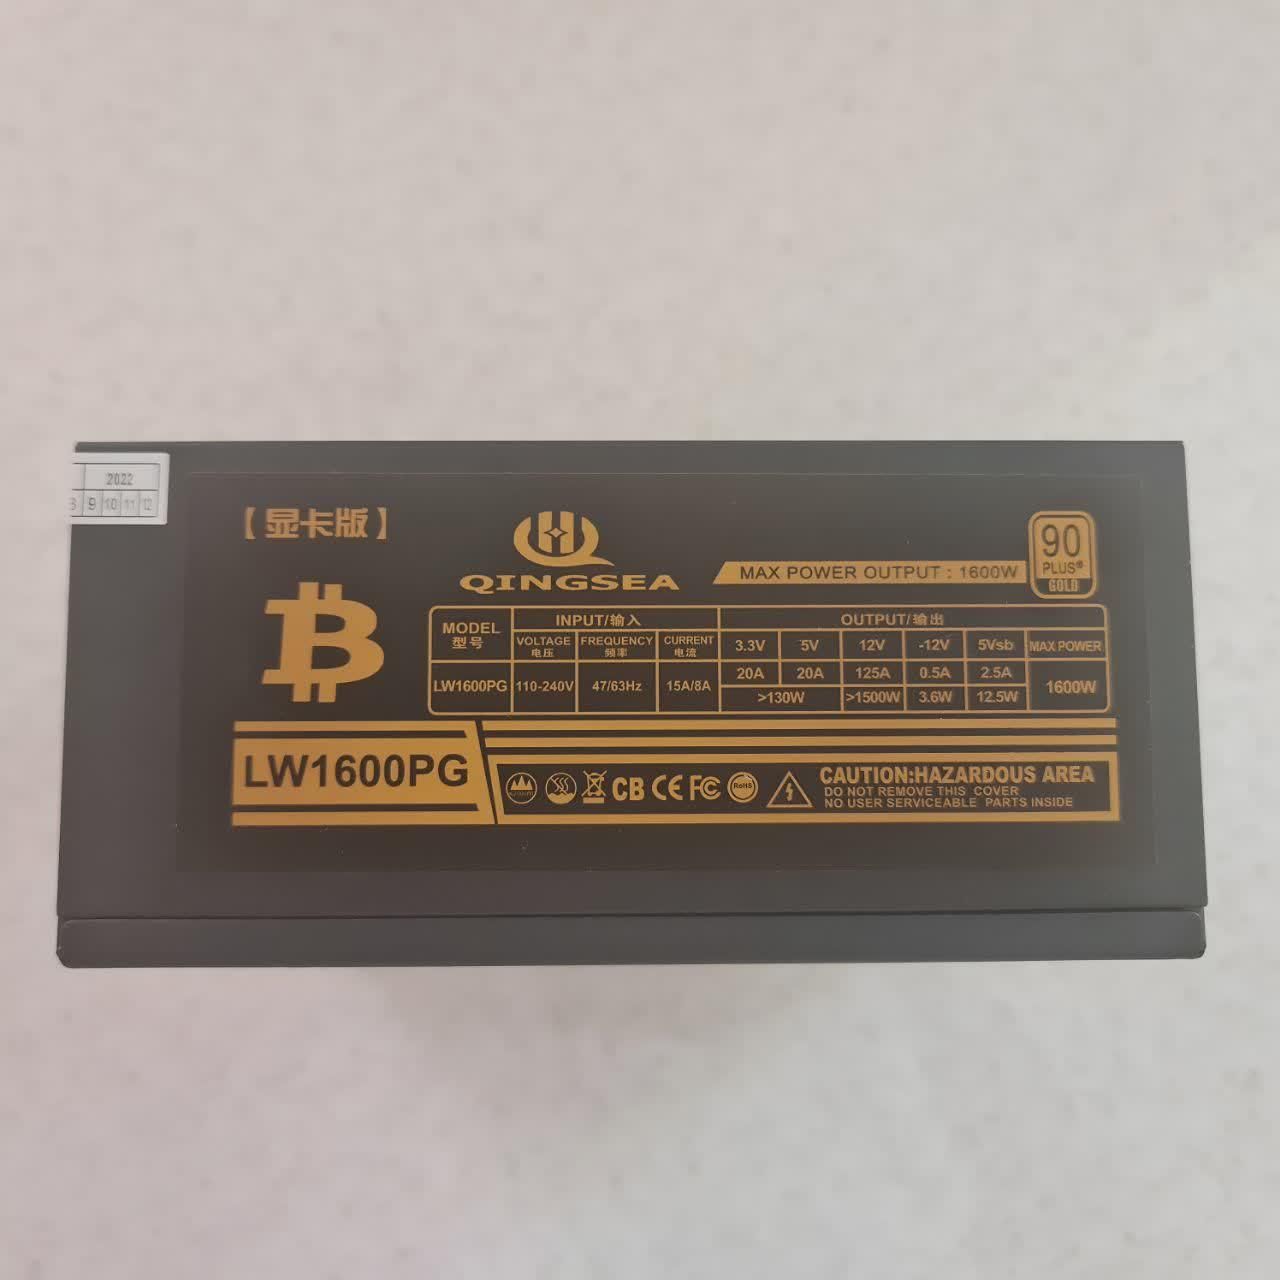 2022
8 9 10 11 12
【显卡版】
QINGSEA
MAX POWER OUTPUT : 1600W
90
PLUS®
GOLD
MODEL
型号
INPUT/输入
OUTPUT/输出
VOLTAGE
电压
FREQUENCY
频率
CURRENT
电流
3.3V 5V 12V -12V 5Vsb MAX POWER
LW1600PG 110-240V 47/63Hz 15A/8A
20A 20A 125A 0.5A 2.5A
1600W
>130W >1500W 3.6W 12.5W
LW1600PG
CB CE FC RoHS
CAUTION:HAZARDOUS AREA
DO NOT REMOVE THIS COVER
NO USER SERVICEABLE PARTS INSIDE